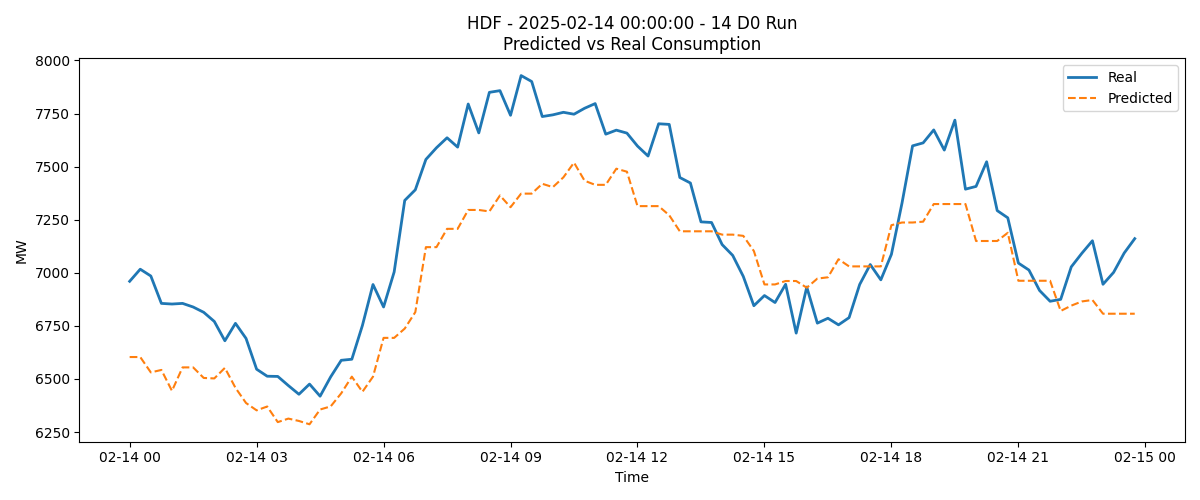 HDF - 2025-02-14 00:00:00 - 14 D0 Run
Predicted vs Real Consumption
Real
Predicted
MW
8000
7750
7500
7250
7000
6750
6500
6250
02-14 00
02-14 03
02-14 06
02-14 09
02-14 12
02-14 15
02-14 18
02-14 21
02-15 00
Time